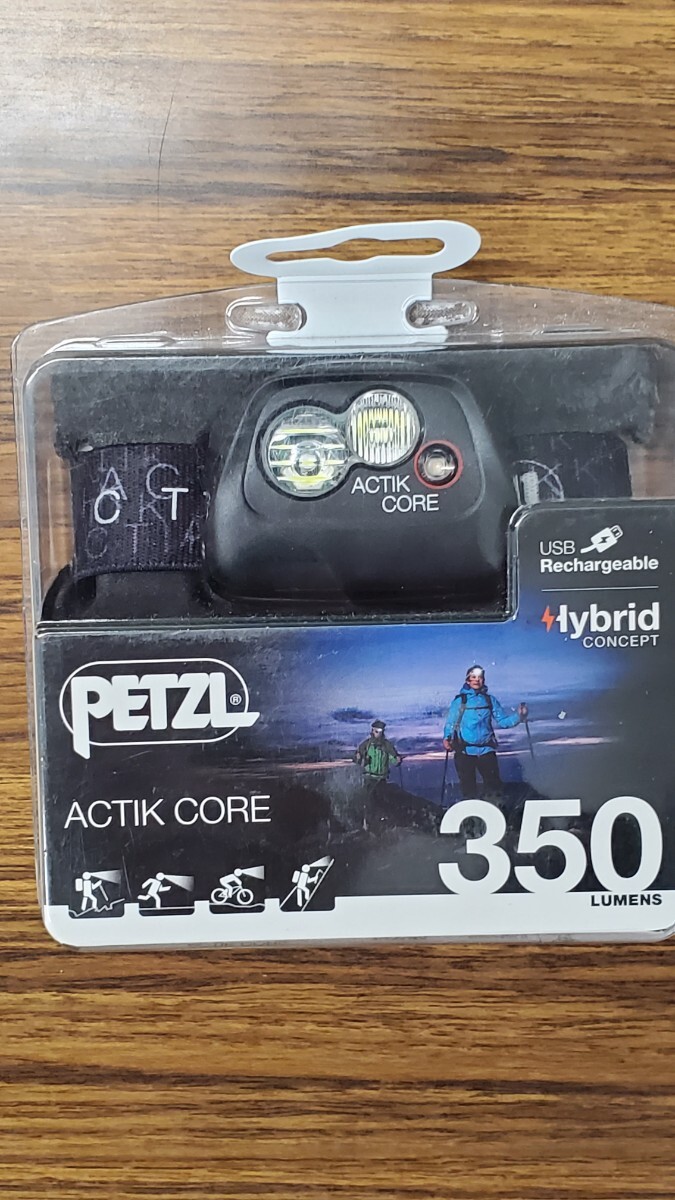 ACTIK
CORE
A C
C T
USB
Rechargeable
Hybrid
CONCEPT
PETZL®
ACTIK CORE
350
LUMENS